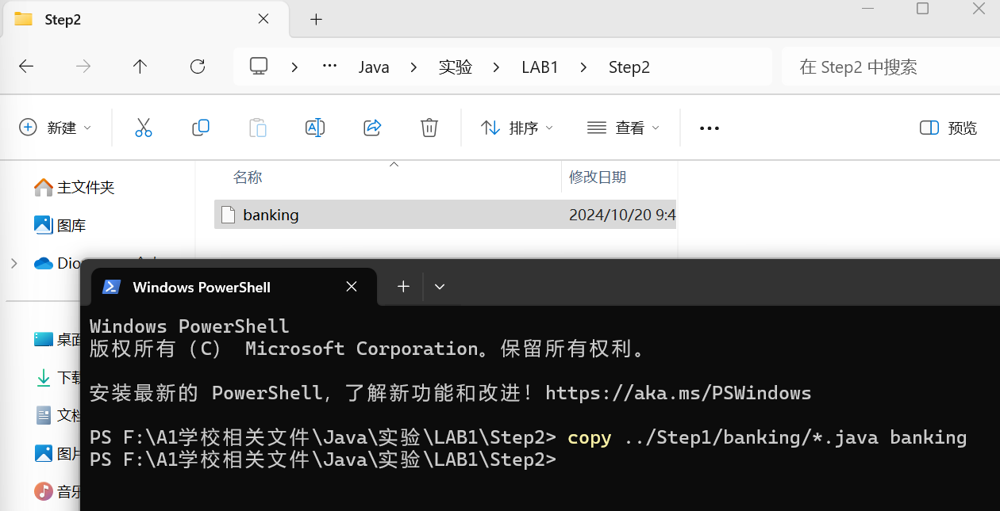 Step2
Java > 实验 > LAB1 > Step2
在 Step2 中搜索
新建
排序
查看
预览
名称
修改日期
主文件夹
banking
2024/10/20 9:4
图库
Windows PowerShell
桌面
下载
文档
图片
音乐
Windows PowerShell
版权所有（C） Microsoft Corporation。保留所有权利。
安装最新的 PowerShell，了解新功能和改进！https://aka.ms/PSWindows
PS F:\A1学校相关文件\Java\实验\LAB1\Step2> copy ../Step1/banking/*.java banking
PS F:\A1学校相关文件\Java\实验\LAB1\Step2>